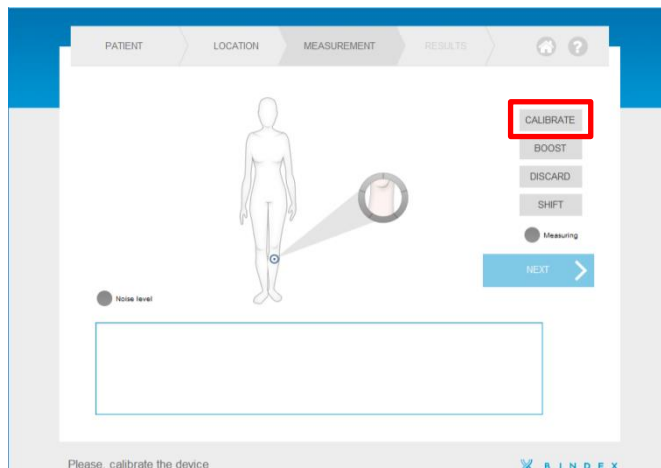 PATIENT
LOCATION
MEASUREMENT
RESULTS
?
CALIBRATE
BOOST
DISCARD
SHIFT
Measuring
NEXT
Noise level
Please, calibrate the device
BINDEX